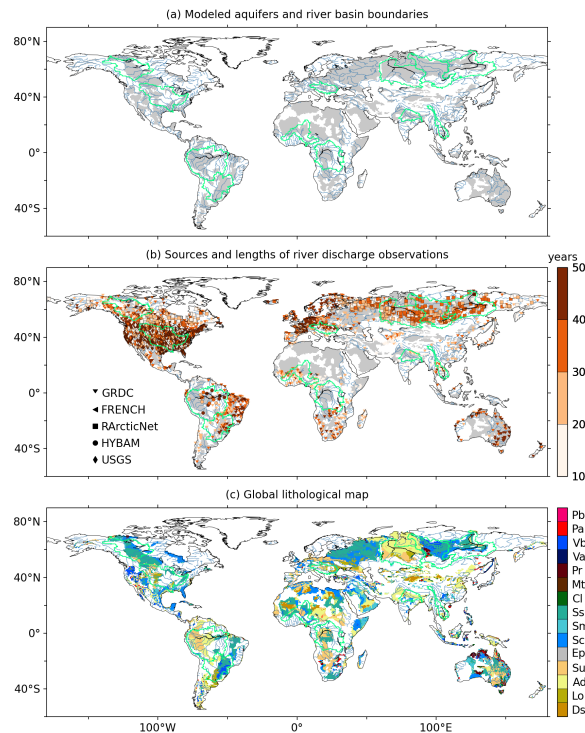 (a) Modeled aquifers and river basin boundaries
80°N
40°N
0°
40°S
(b) Sources and lengths of river discharge observations
years
80°N
40°N
0°
40°S
GRDC
FRENCH
RArcticNet
HYBAM
USGS
50
40
30
20
10
(c) Global lithological map
80°N
40°N
0°
40°S
100°W
0°
100°E
Pb
Pa
Vb
Va
Pr
Mt
Cl
Ss
Sm
Sc
Ep
Su
Ad
Lo
Ds